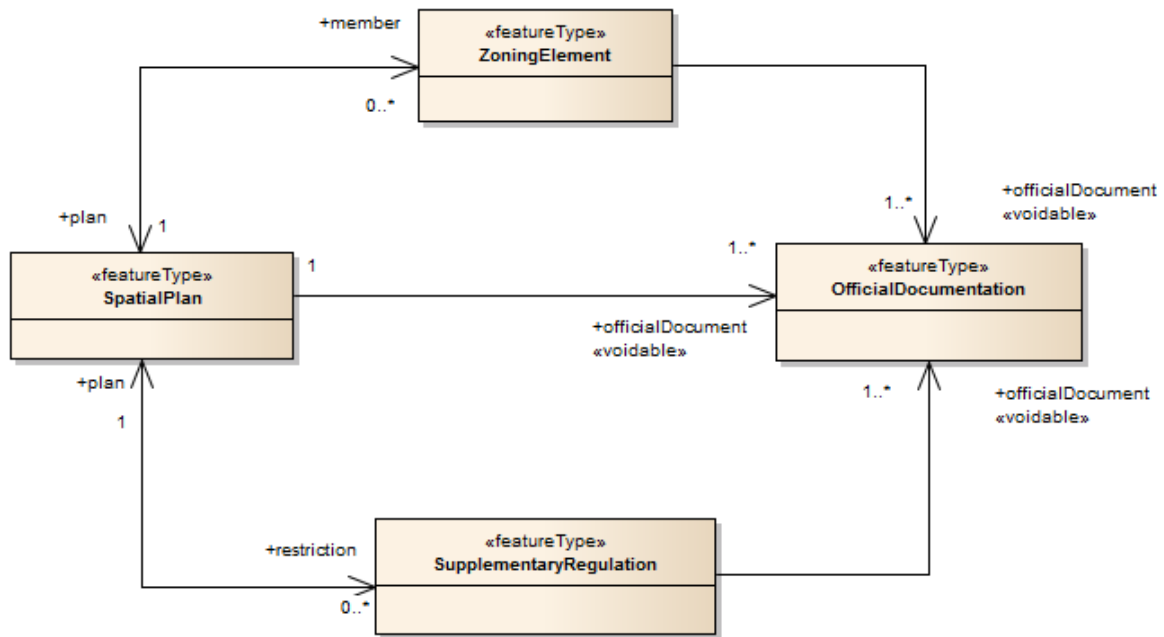 +member
«featureType»
ZoningElement
0..*
+officialDocument
«voidable»
1..*
+plan
1
«featureType»
SpatialPlan
1
1..*
«featureType»
OfficialDocumentation
+officialDocument
«voidable»
+plan
1
1..*
+officialDocument
«voidable»
+restriction
0..*
«featureType»
SupplementaryRegulation